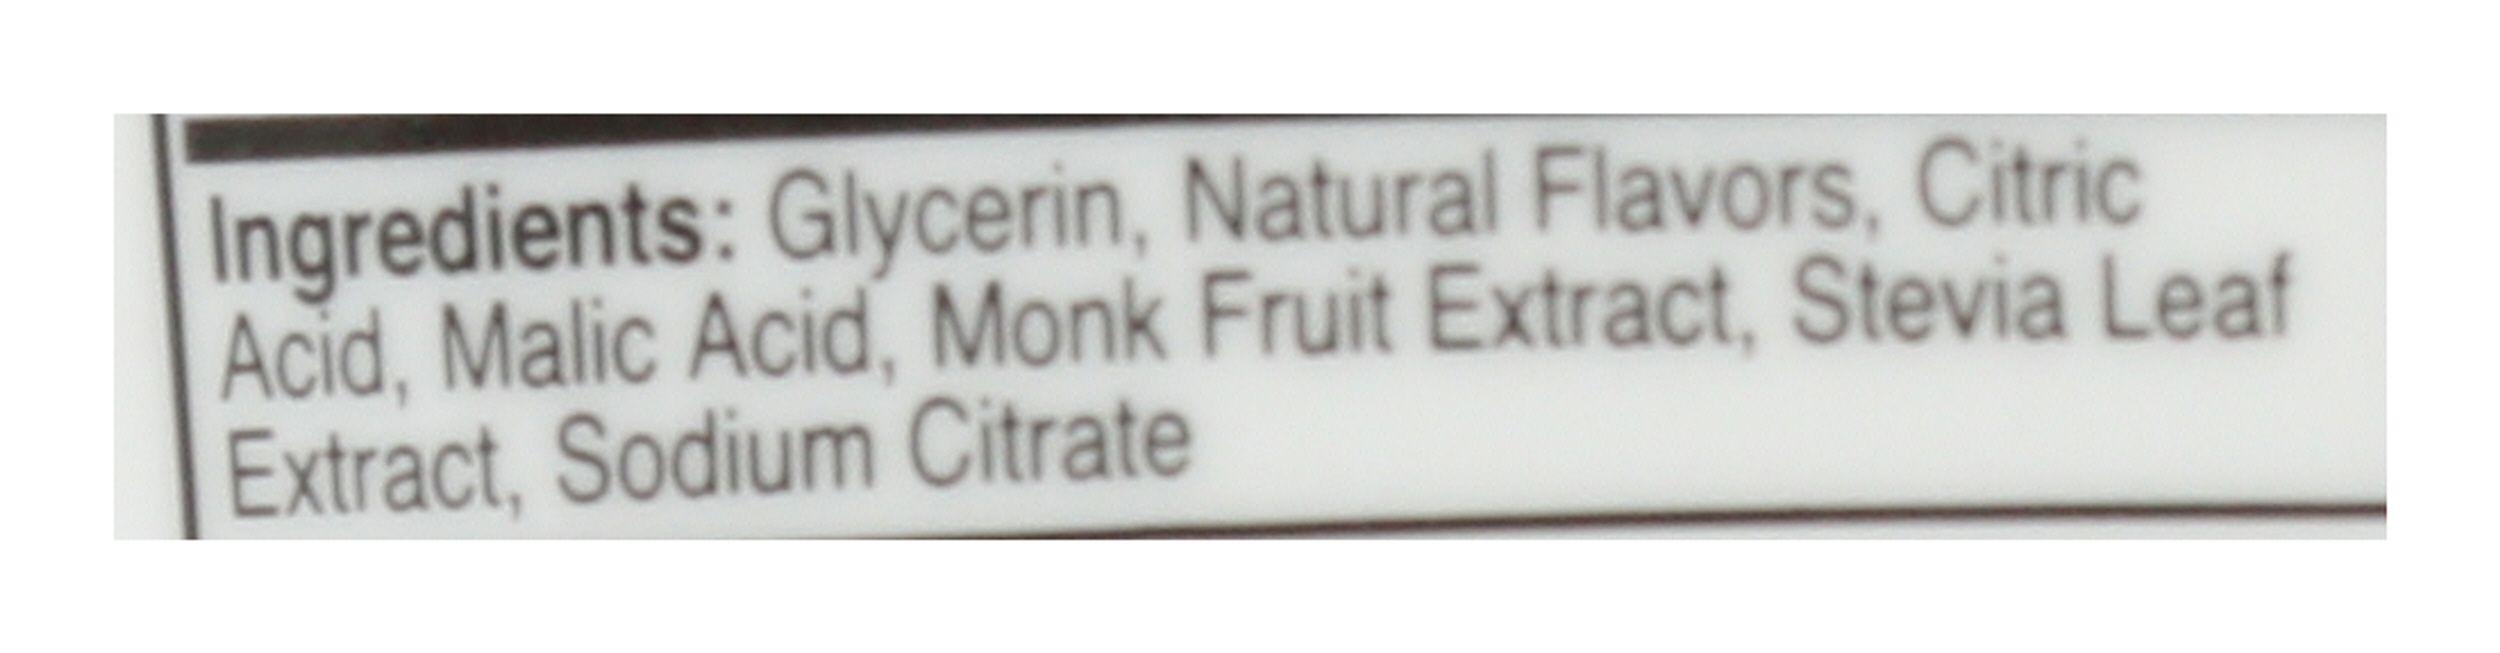 Ingredients: Glycerin, Natural Flavors, Citric
Acid, Malic Acid, Monk Fruit Extract, Stevia Leaf
Extract, Sodium Citrate